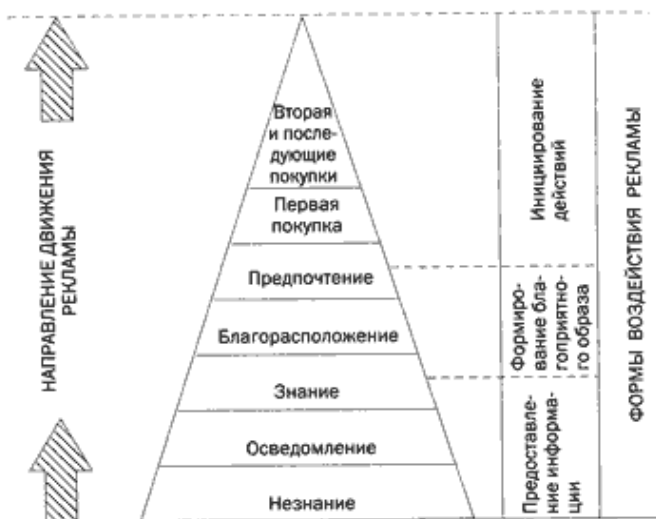 НАПРАВЛЕНИЕ ДВИЖЕНИЯ
РЕКЛАМЫ
Вторая
и после-
дующие
покупки
Первая
покупка
Предпочтение
Благорасположение
Знание
Осведомление
Незнание
Инициирование
действий
Формиро-
вание бла-
гоприятно-
го образа
Предоставле-
ние информа-
ции
ФОРМЫ ВОЗДЕЙСТВИЯ РЕКЛАМЫ